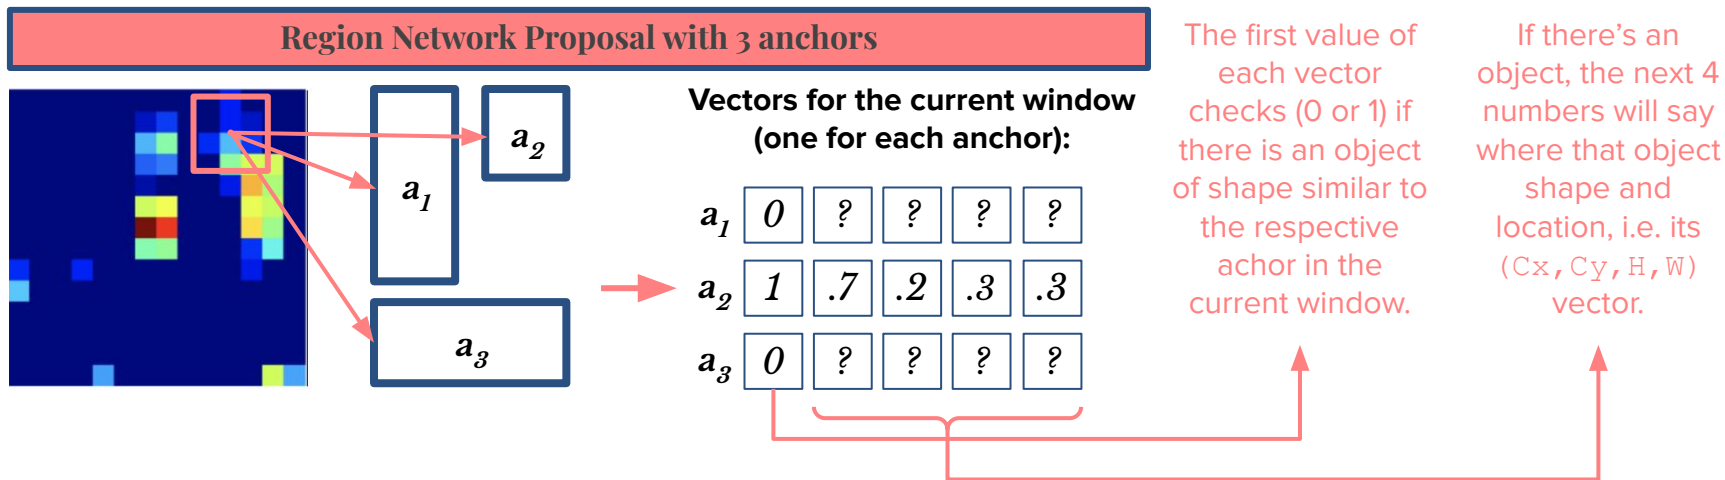 Region Network Proposal with 3 anchors
a1
a2
a3
Vectors for the current window
(one for each anchor):
a1 0 ? ? ? ?
a2 1 .7 .2 .3 .3
a3 0 ? ? ? ?
The first value of
each vector
checks (0 or 1) if
there is an object
of shape similar to
the respective
achor in the
current window.
If there's an
object, the next 4
numbers will say
where that object
shape and
location, i.e. its
(Cx,Cy,H,W)
vector.